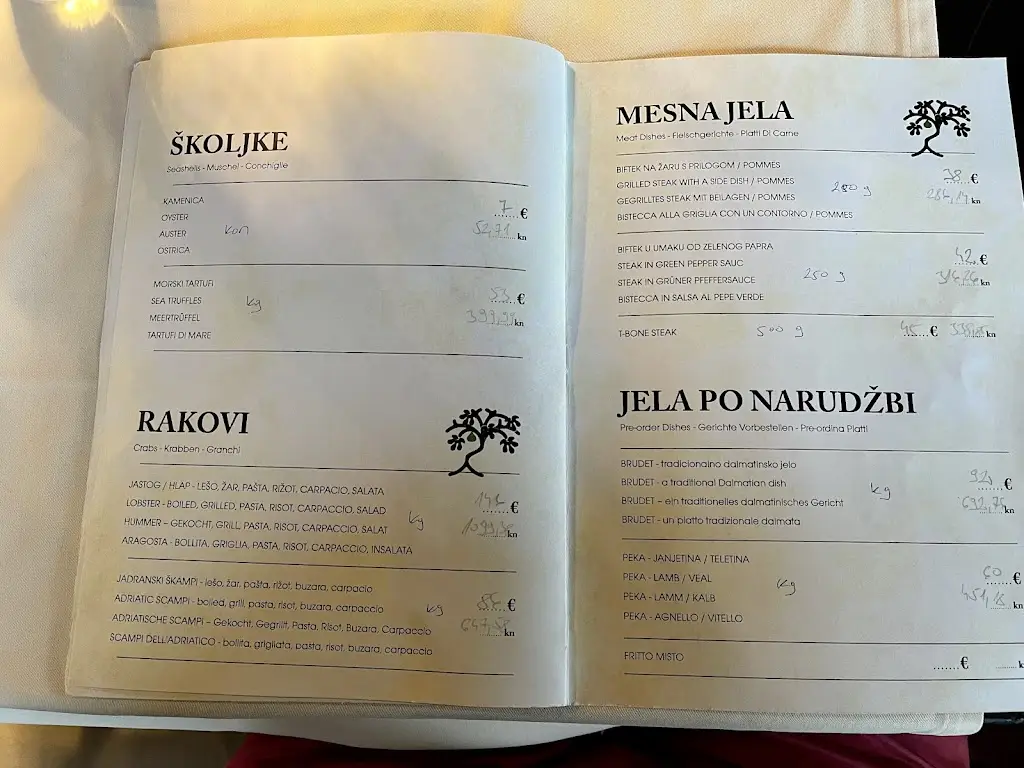 ŠKOLJKE
Seashells - Muschel - Conchiglie
KAMENICA
OYSTER
AUSTER
OSTRICA
kom
7 €
kn
MORSKI TARTUFI
SEA TRUFFLES
MEERTRÜFFEL
TARTUFI DI MARE
kg
53 €
kn
RAKOVI
Crabs - Krabben - Granchi
JASTOG / HLAP - LEŠO, ŽAR, PAŠTA, RIŽOT, CARPACIO, SALATA
LOBSTER - BOILED, GRILLED, PASTA, RISOT, CARPACCIO, SALAD
HUMMER – GEKOCHT, GRILL, PASTA, RISOT, CARPACCIO, SALAT
ARAGOSTA - BOLLITA, GRIGLIA, PASTA, RISOT, CARPACCIO, INSALATA
kg
€
kn
JADRANSKI ŠKAMPI - lešo, žar, pašta, rižot, buzara, carpacio
ADRIATIC SCAMPI - boiled, grill, pasta, risot, buzara, carpaccio
ADRIATISCHE SCAMPI – Gekocht, Gegrillt, Pasta, Risot, Buzara, Carpaccio
SCAMPI DELL'ADRIATICO - bollita, grigliata, pasta, risot, buzara, carpaccio
kg
€
kn
MESNA JELA
Meat Dishes - Fleischgerichte - Piatti Di Carne
BIFTEK NA ŽARU S PRILOGOM / POMMES
GRILLED STEAK WITH A SIDE DISH / POMMES
GEGRILLTES STEAK MIT BEILAGEN / POMMES
BISTECCA ALLA GRIGLIA CON UN CONTORNO / POMMES
g
38 €
kn
BIFTEK U UMAKU OD ZELENOG PAPRA
STEAK IN GREEN PEPPER SAUC
STEAK IN GRÜNER PFEFFERSAUCE
BISTECCA IN SALSA AL PEPE VERDE
250 g
42 €
kn
T-BONE STEAK
500 g
45 €
kn
JELA PO NARUDŽBI
Pre-order Dishes - Gerichte Vorbestellen - Pre-ordina Piatti
BRUDET - tradicionalno dalmatinsko jelo
BRUDET - a traditional Dalmatian dish
BRUDET – ein traditionelles dalmatinisches Gericht
BRUDET - un piatto tradizionale dalmata
kg
92 €
kn
PEKA - JANJETINA / TELETINA
PEKA - LAMB / VEAL
PEKA - LAMM / KALB
PEKA - AGNELLO / VITELLO
kg
60 €
kn
FRITTO MISTO
.......€